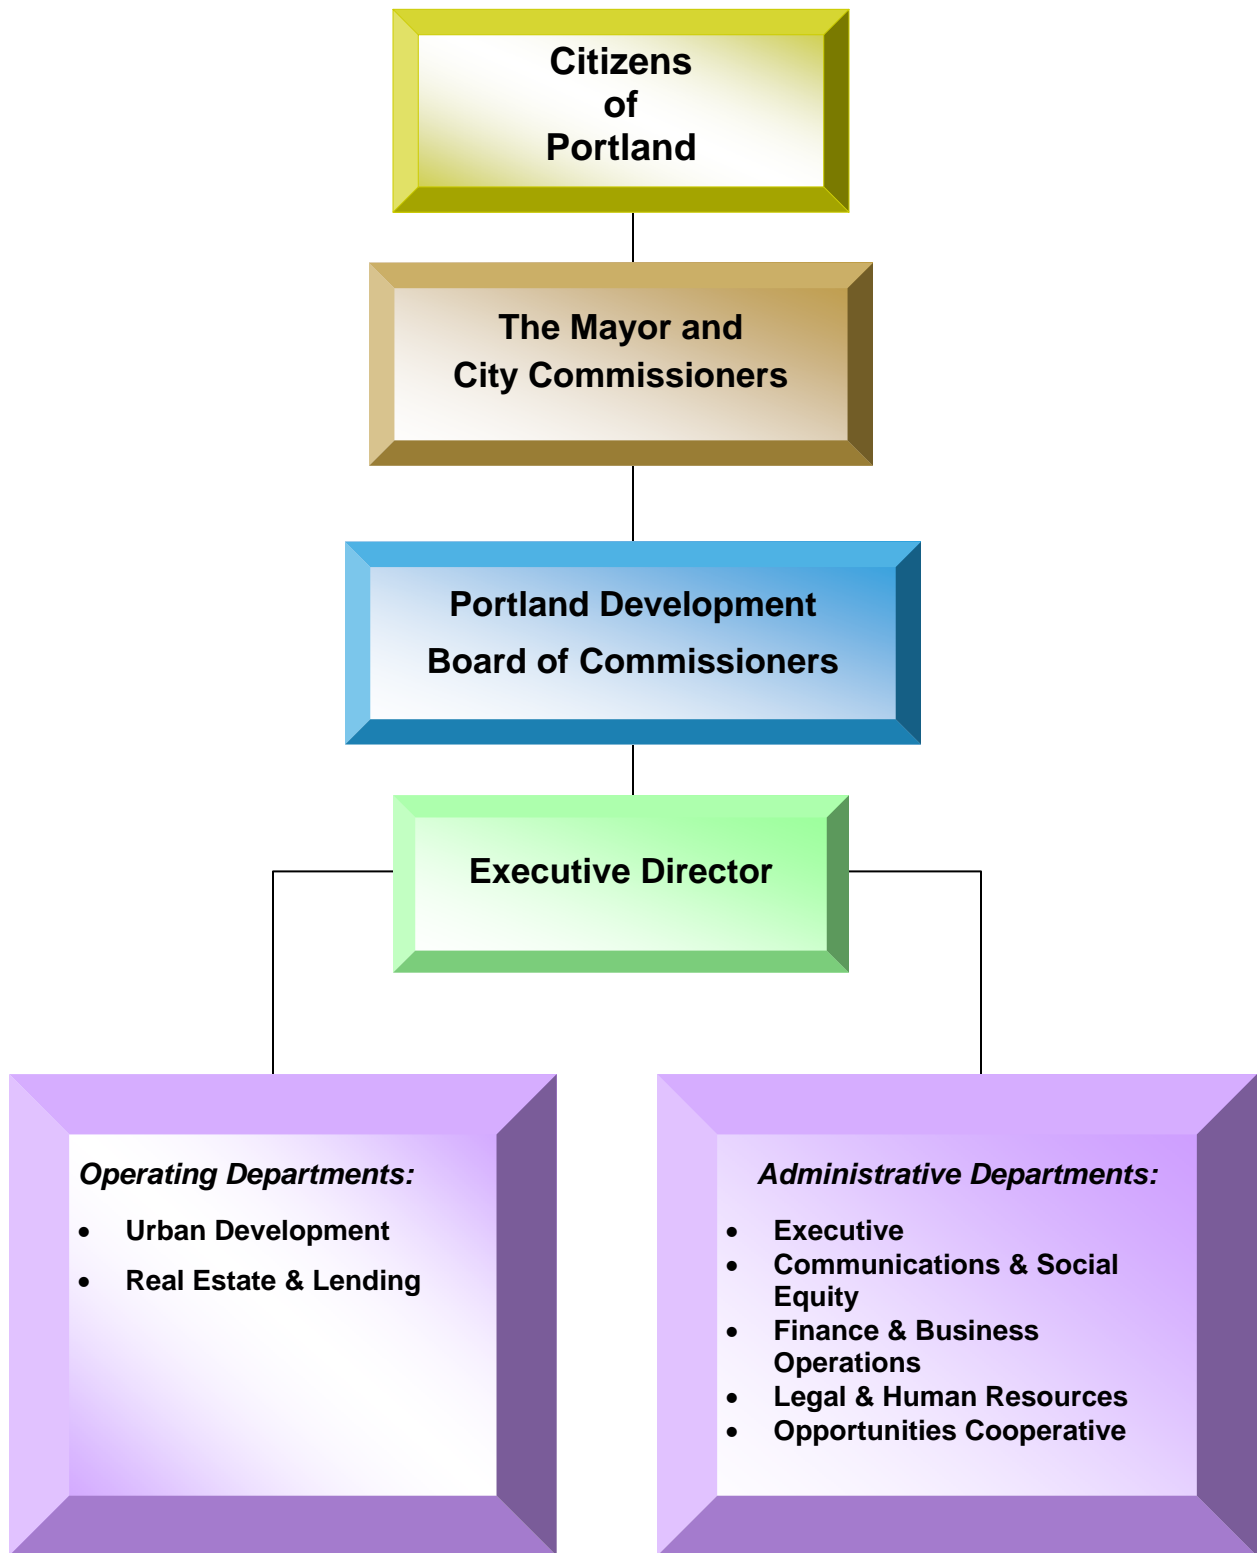 Citizens
of
Portland
The Mayor and
City Commissioners
Portland Development
Board of Commissioners
Executive Director
Operating Departments:
• Urban Development
• Real Estate & Lending
Administrative Departments:
• Executive
• Communications & Social
Equity
• Finance & Business
Operations
• Legal & Human Resources
• Opportunities Cooperative